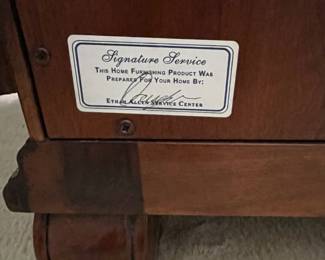 Signature Service
This Home Furnishing Product Was
Prepared For Your Home By:
Ethan Allen Service Center